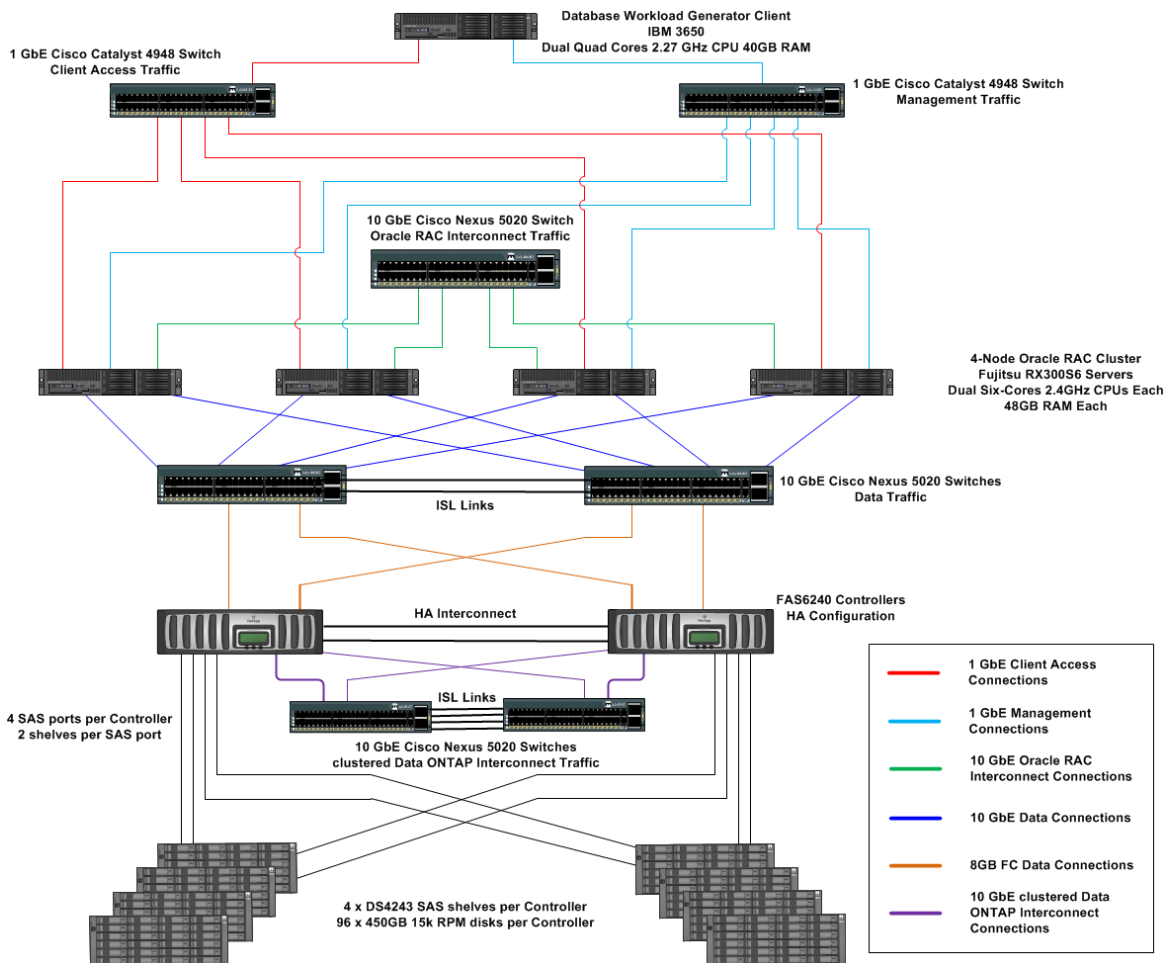 Database Workload Generator Client
IBM 3650
Dual Quad Cores 2.27 GHz CPU 40GB RAM
1 GbE Cisco Catalyst 4948 Switch
Client Access Traffic
1 GbE Cisco Catalyst 4948 Switch
Management Traffic
10 GbE Cisco Nexus 5020 Switch
Oracle RAC Interconnect Traffic
4-Node Oracle RAC Cluster
Fujitsu RX300S6 Servers
Dual Six-Cores 2.4GHz CPUs Each
48GB RAM Each
ISL Links
10 GbE Cisco Nexus 5020 Switches
Data Traffic
HA Interconnect
FAS6240 Controllers
HA Configuration
NetApp
NetApp
ISL Links
4 SAS ports per Controller
2 shelves per SAS port
10 GbE Cisco Nexus 5020 Switches
clustered Data ONTAP Interconnect Traffic
4 x DS4243 SAS shelves per Controller
96 x 450GB 15k RPM disks per Controller
1 GbE Client Access
Connections
1 GbE Management
Connections
10 GbE Oracle RAC
Interconnect Connections
10 GbE Data Connections
8GB FC Data Connections
10 GbE clustered Data
ONTAP Interconnect
Connections